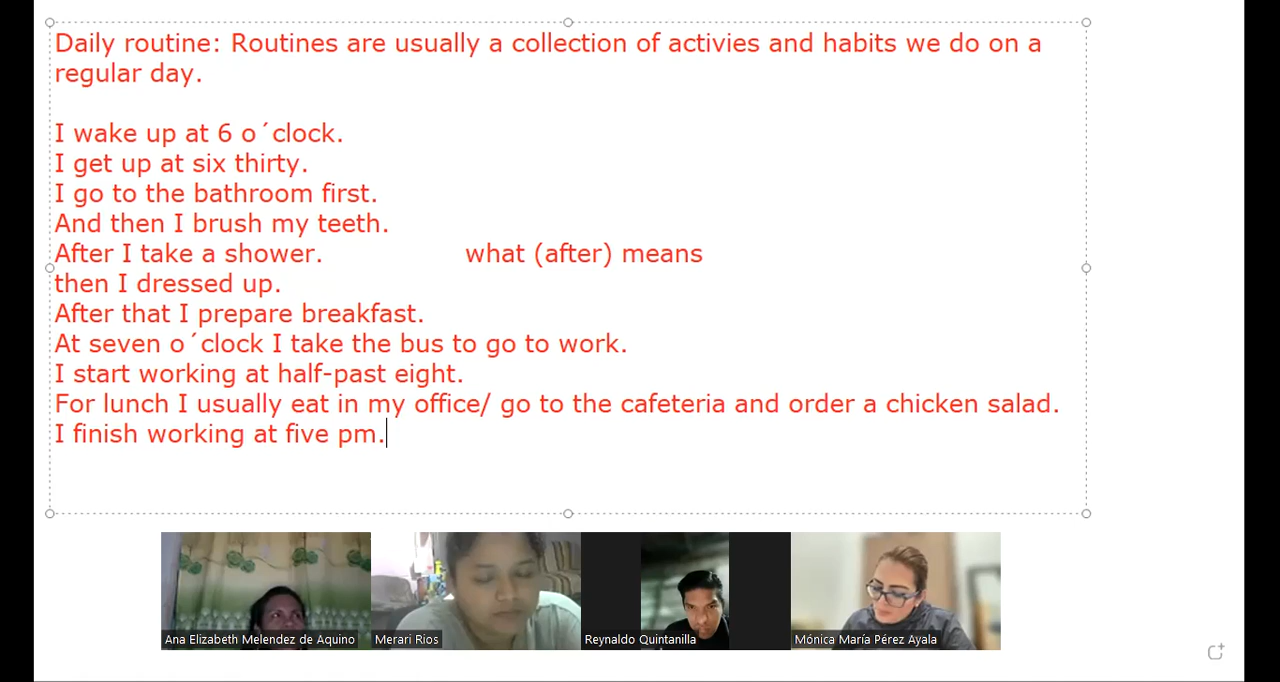 Daily routine: Routines are usually a collection of activies and habits we do on a
regular day.
I wake up at 6 o´clock.
I get up at six thirty.
I go to the bathroom first.
And then I brush my teeth.
After I take a shower. what (after) means
then I dressed up.
After that I prepare breakfast.
At seven o´clock I take the bus to go to work.
I start working at half-past eight.
For lunch I usually eat in my office/ go to the cafeteria and order a chicken salad.
I finish working at five pm.
Ana Elizabeth Melendez de Aquino
Merari Rios
Reynaldo Quintanilla
Mónica María Pérez Ayala